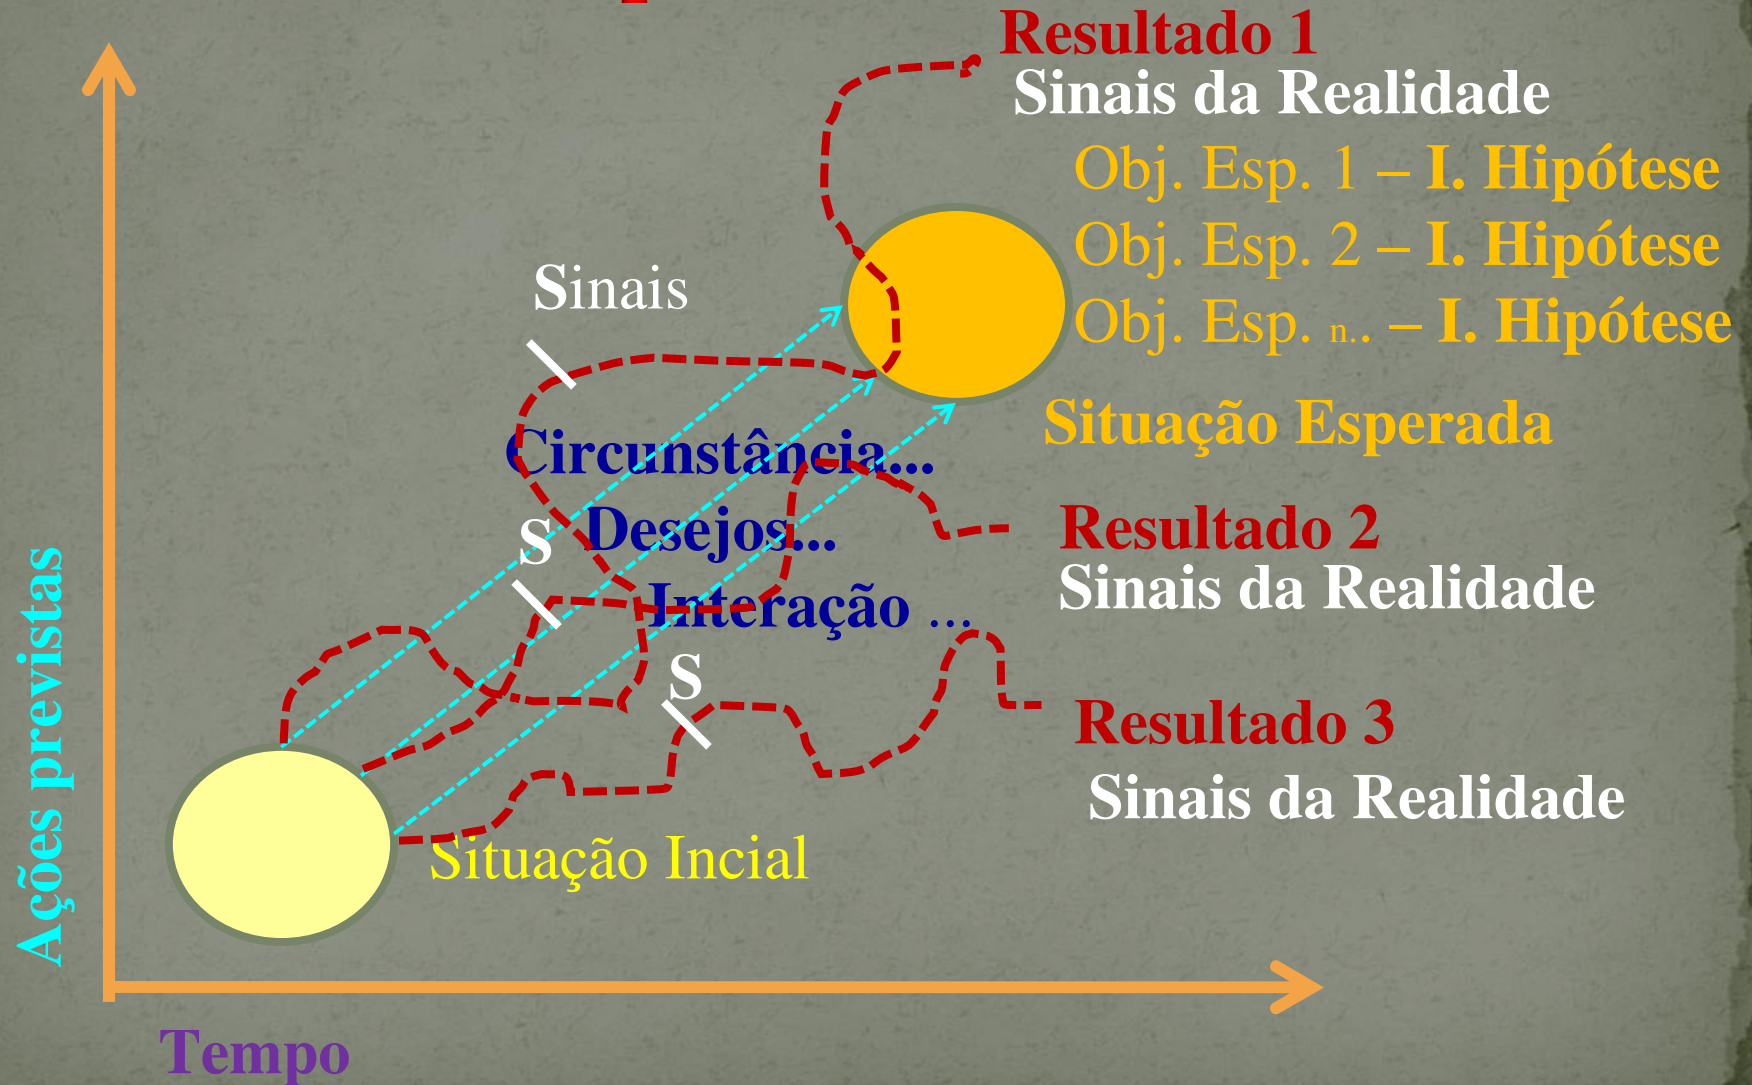 Resultado 1
Sinais da Realidade
Obj. Esp. 1 – I. Hipótese
Obj. Esp. 2 – I. Hipótese
Obj. Esp. n.. – I. Hipótese
Sinais
Situação Esperada
Circunstância...
Desejos...
S
Resultado 2
Sinais da Realidade
Interação ...
S
Resultado 3
Sinais da Realidade
Situação Incial
Ações previstas
Tempo